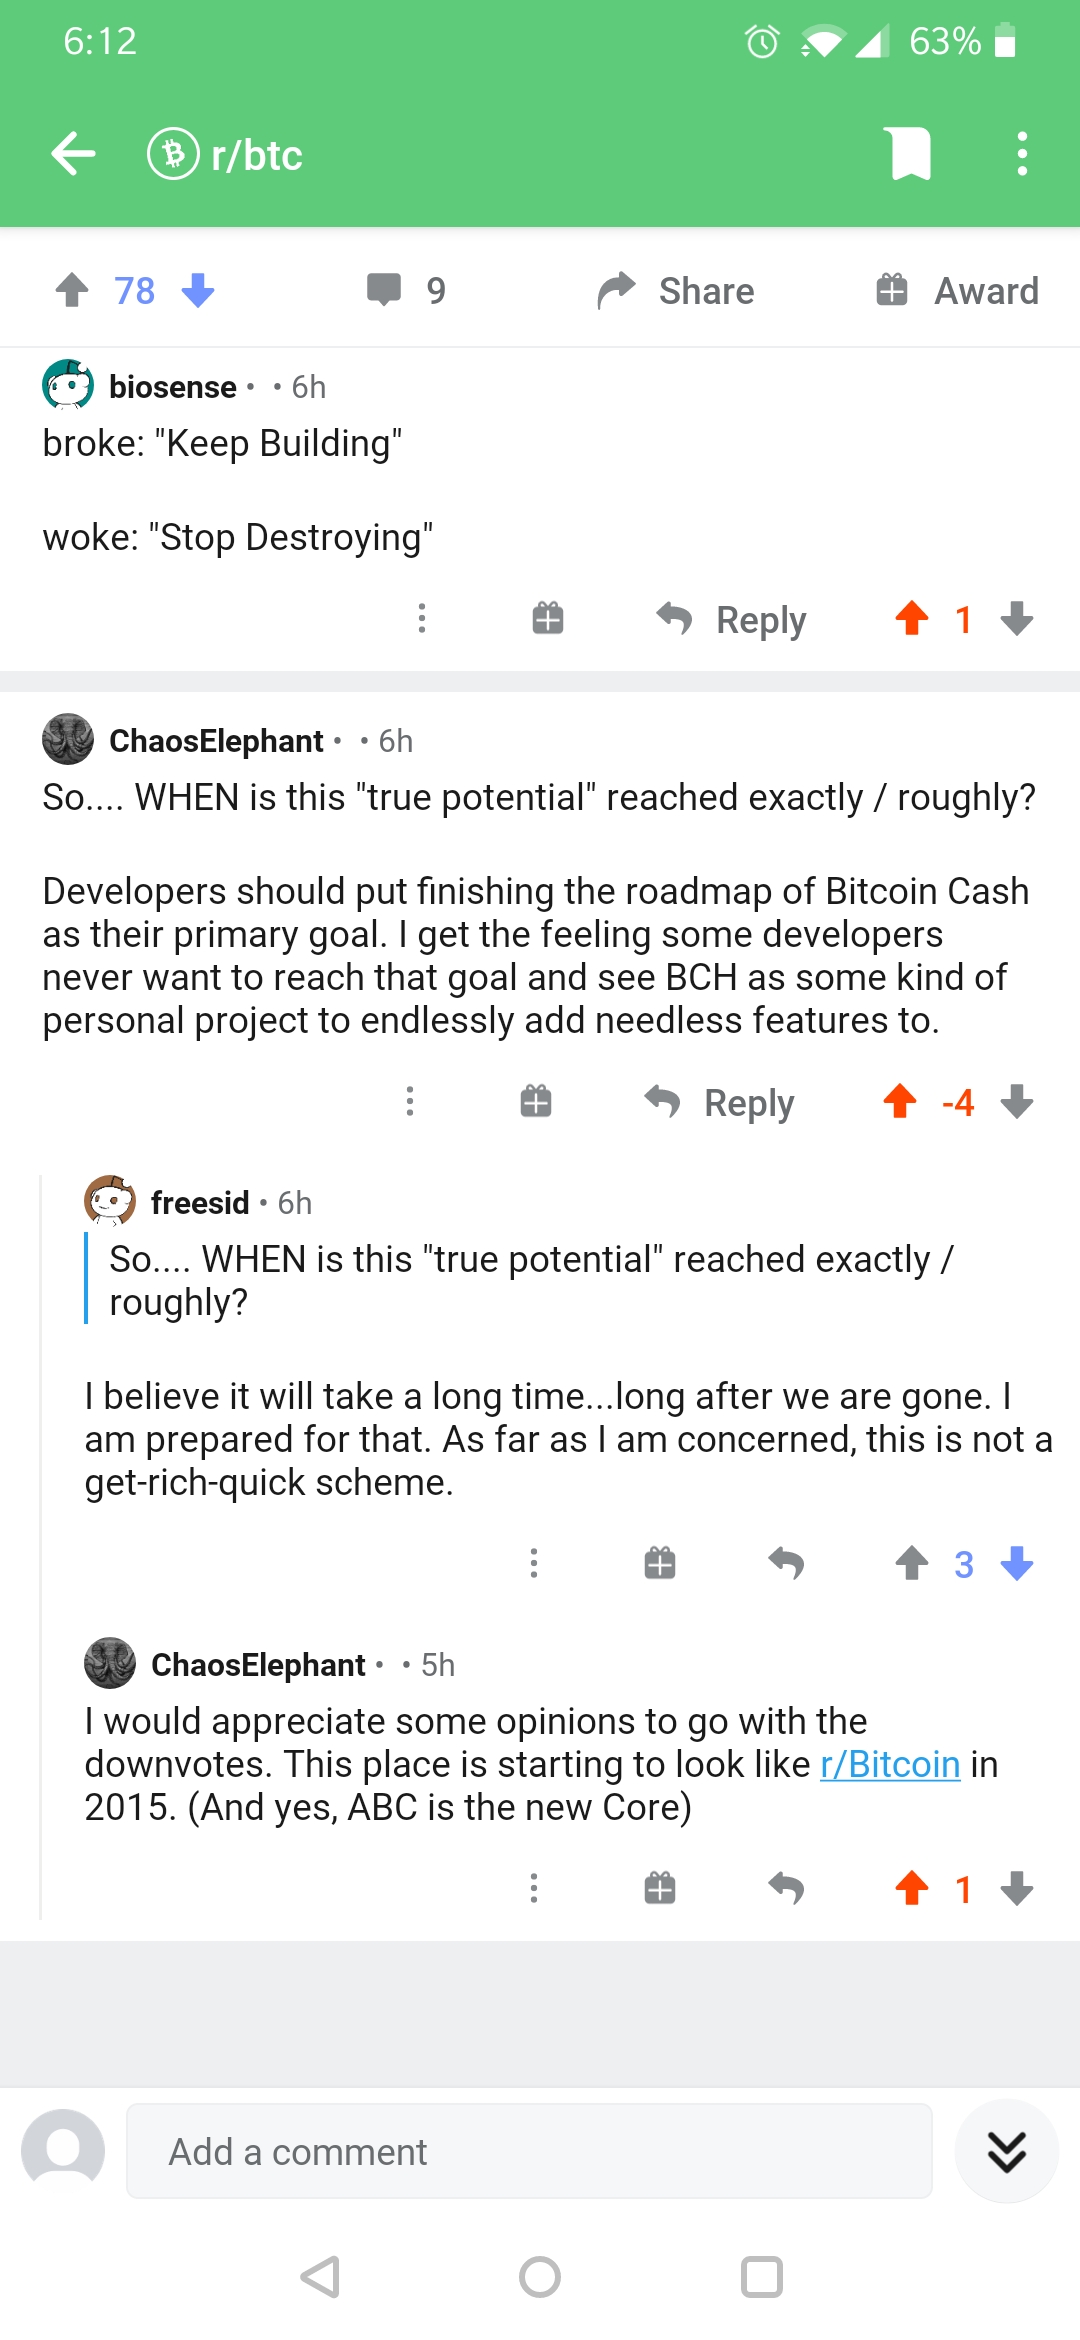 6:12
63%
r/btc
78
9
Share
Award
biosense • • 6h
broke: "Keep Building"
woke: "Stop Destroying"
Reply
1
ChaosElephant • • 6h
So.... WHEN is this "true potential" reached exactly / roughly?
Developers should put finishing the roadmap of Bitcoin Cash
as their primary goal. I get the feeling some developers
never want to reach that goal and see BCH as some kind of
personal project to endlessly add needless features to.
Reply
-4
freesid • 6h
So.... WHEN is this "true potential" reached exactly /
roughly?
I believe it will take a long time...long after we are gone. I
am prepared for that. As far as I am concerned, this is not a
get-rich-quick scheme.
3
ChaosElephant • • 5h
I would appreciate some opinions to go with the
downvotes. This place is starting to look like r/Bitcoin in
2015. (And yes, ABC is the new Core)
1
Add a comment